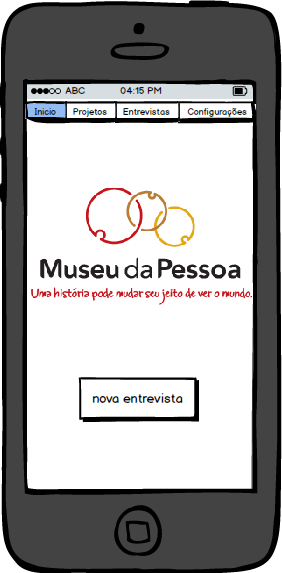 ABC 04:15 PM
Inicio Projetos Entrevistas Configurações
Museu da Pessoa
Uma história pode mudar seu jeito de ver o mundo.
nova entrevista